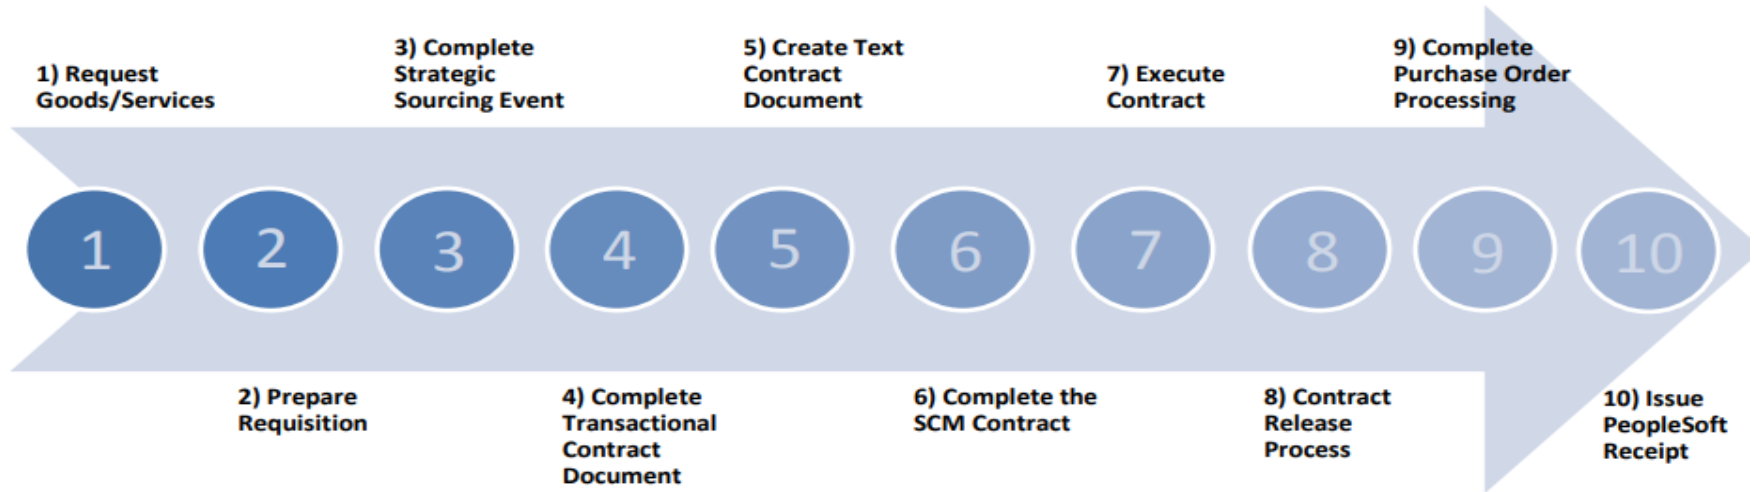 1) Request
Goods/Services
3) Complete
Strategic
Sourcing Event
5) Create Text
Contract
Document
7) Execute
Contract
9) Complete
Purchase Order
Processing
1
2
3
4
5
6
7
8
9
10
2) Prepare
Requisition
4) Complete
Transactional
Contract
Document
6) Complete the
SCM Contract
8) Contract
Release
Process
10) Issue
PeopleSoft
Receipt